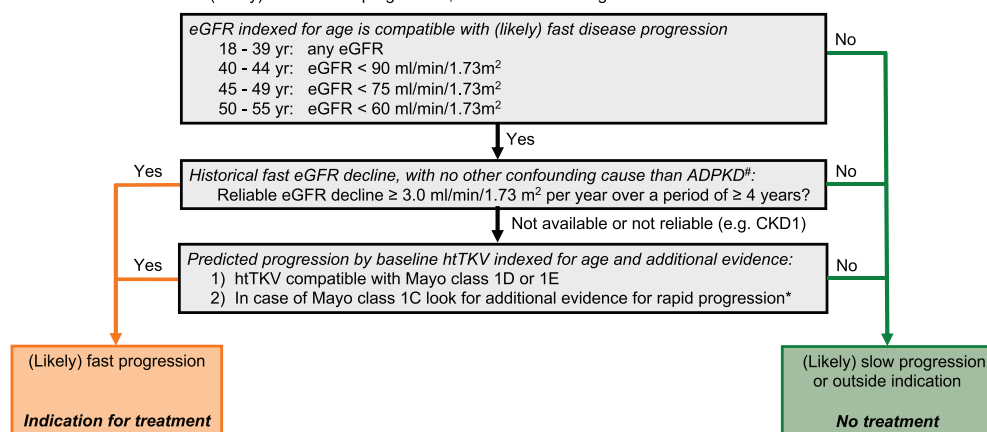 eGFR indexed for age is compatible with (likely) fast disease progression
18 - 39 yr: any eGFR
40 - 44 yr: eGFR < 90 ml/min/1.73m²
45 - 49 yr: eGFR < 75 ml/min/1.73m²
50 - 55 yr: eGFR < 60 ml/min/1.73m²
No
Yes
Yes
Historical fast eGFR decline, with no other confounding cause than ADPKD#:
Reliable eGFR decline ≥ 3.0 ml/min/1.73 m² per year over a period of ≥ 4 years?
No
Not available or not reliable (e.g. CKD1)
Yes
Predicted progression by baseline htTKV indexed for age and additional evidence:
1) htTKV compatible with Mayo class 1D or 1E
2) In case of Mayo class 1C look for additional evidence for rapid progression*
No
(Likely) fast progression
Indication for treatment
(Likely) slow progression
or outside indication
No treatment